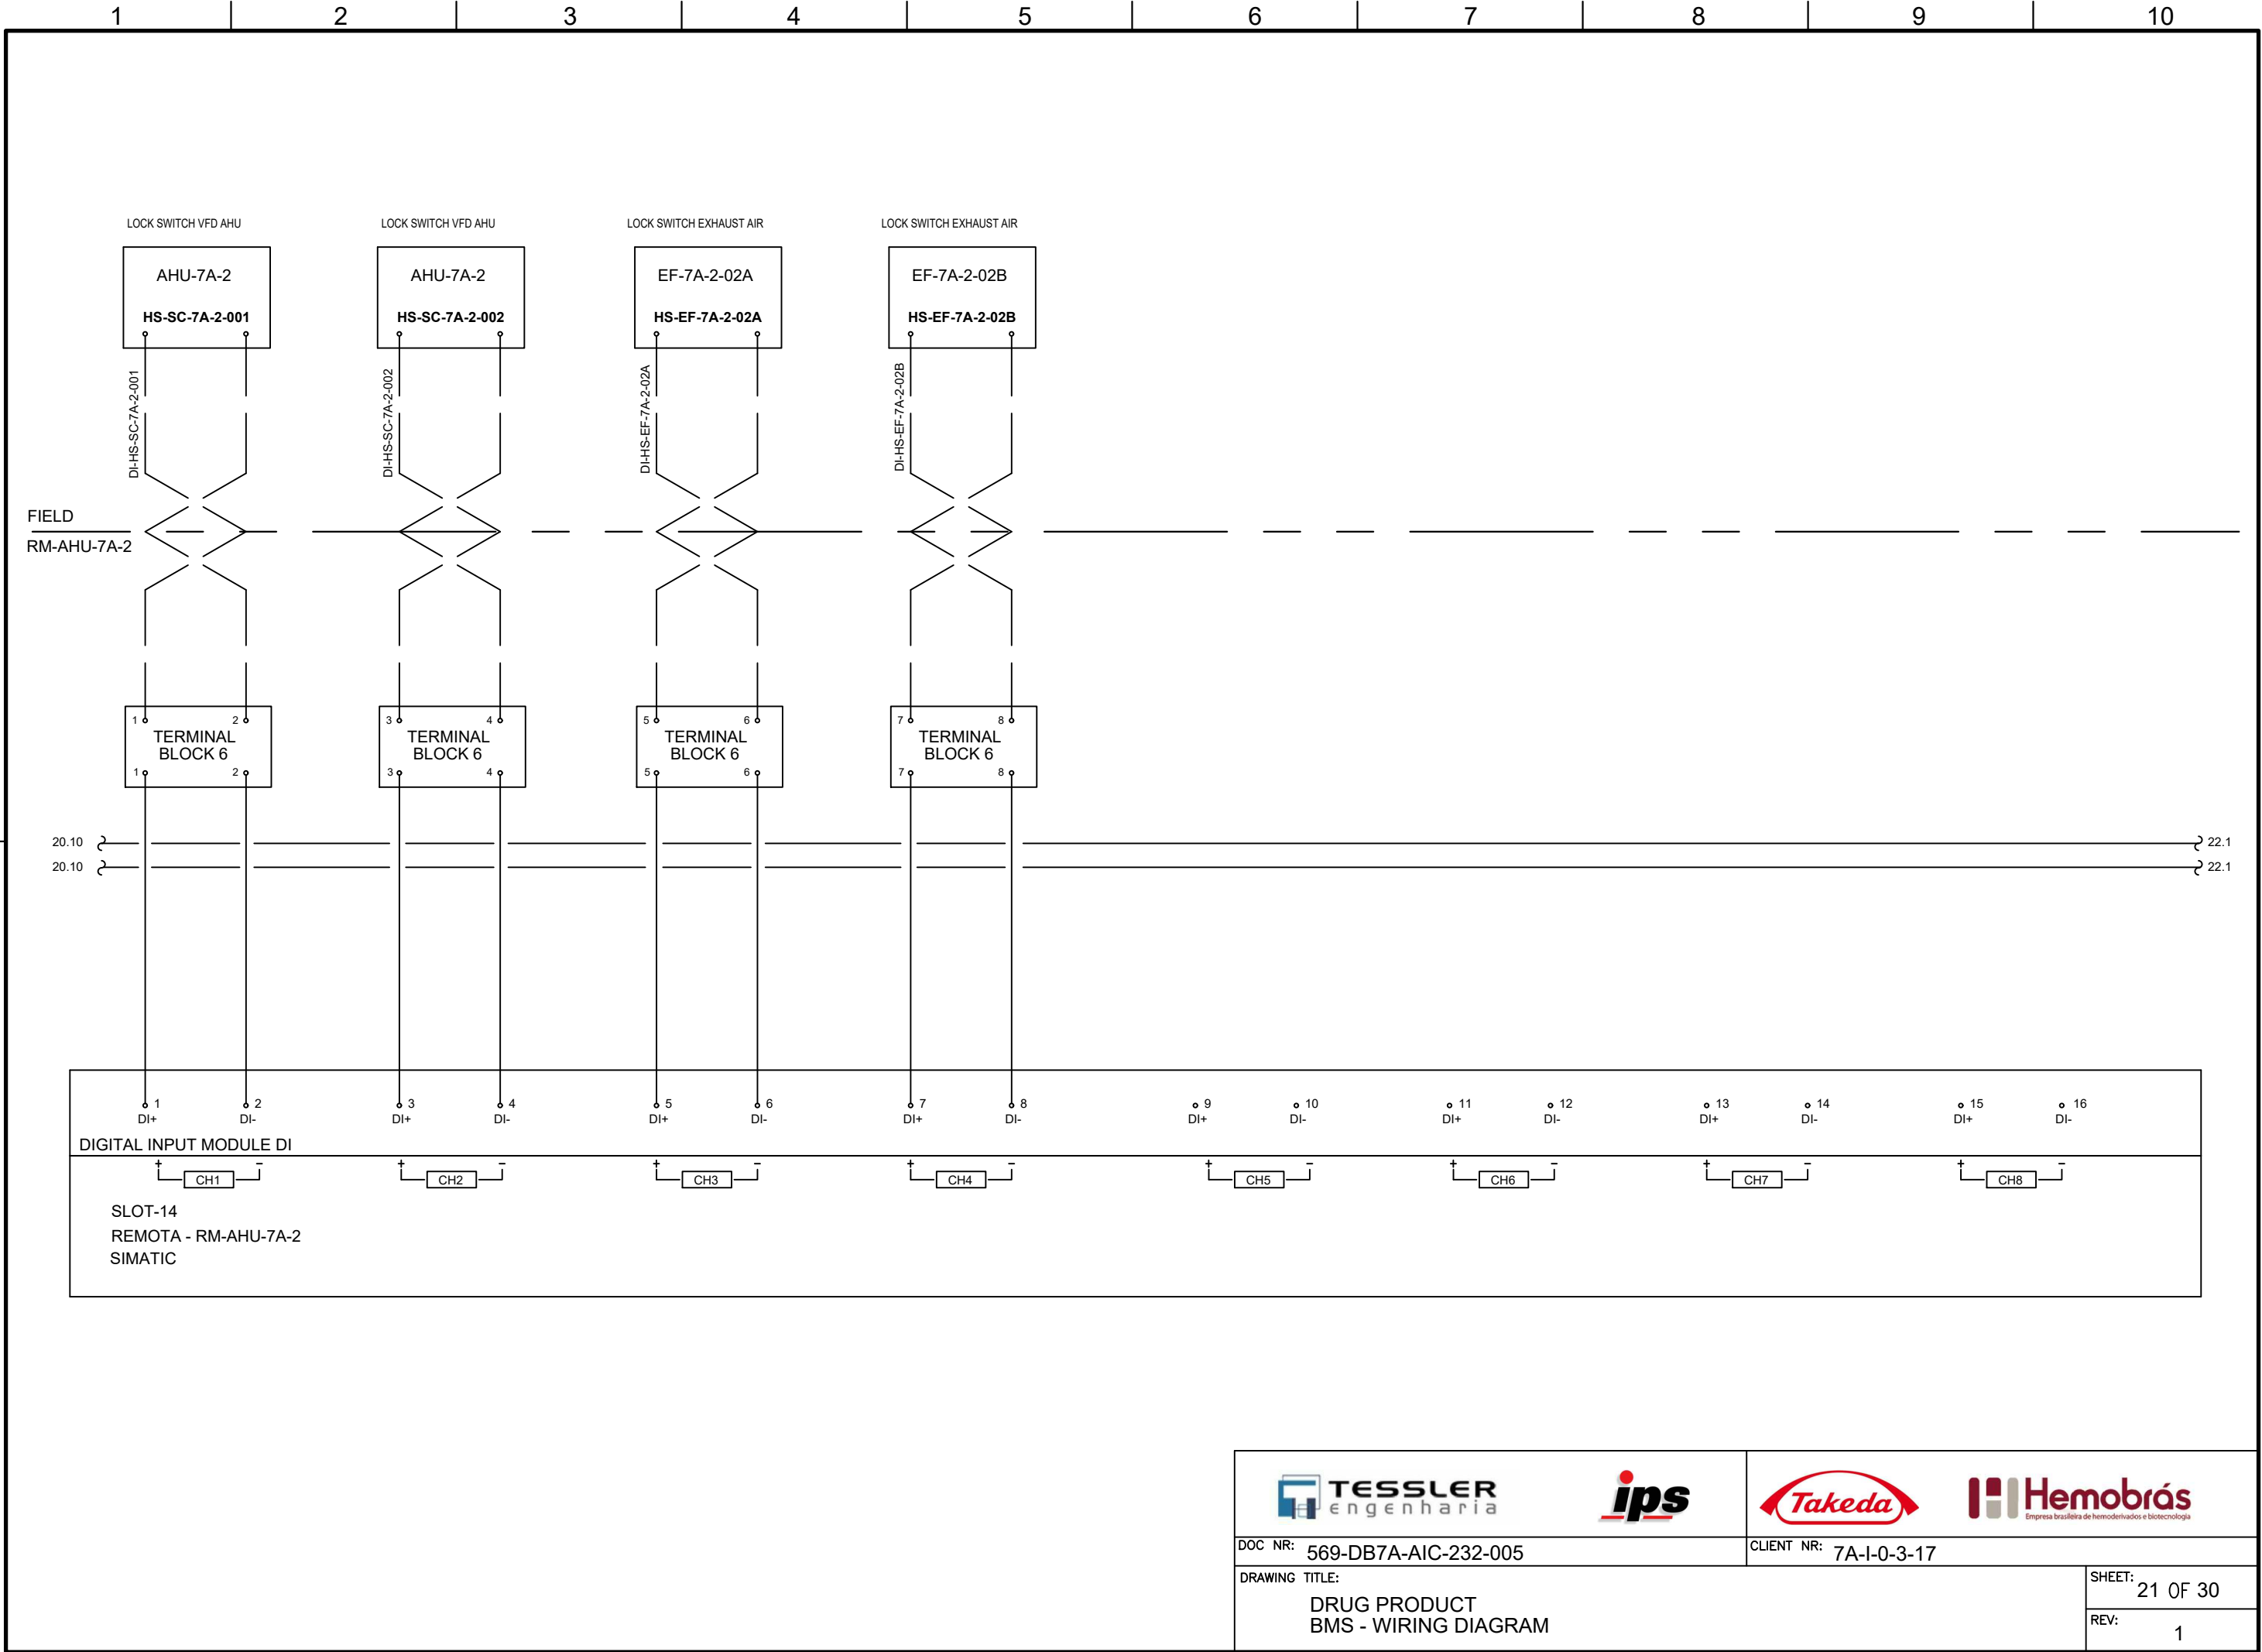 1 2 3 4 5 6 7 8 9 10
LOCK SWITCH VFD AHU LOCK SWITCH VFD AHU LOCK SWITCH EXHAUST AIR LOCK SWITCH EXHAUST AIR
AHU-7A-2 AHU-7A-2 EF-7A-2-02A EF-7A-2-02B
HS-SC-7A-2-001 HS-SC-7A-2-002 HS-EF-7A-2-02A HS-EF-7A-2-02B
DI-HS-SC-7A-2-001 DI-HS-SC-7A-2-002 DI-HS-EF-7A-2-02A DI-HS-EF-7A-2-02B
FIELD
RM-AHU-7A-2
1 2 3 4 5 6 7 8
TERMINAL TERMINAL TERMINAL TERMINAL
BLOCK 6 BLOCK 6 BLOCK 6 BLOCK 6
1 2 3 4 5 6 7 8
20.10 22.1
20.10 22.1
1 2 3 4 5 6 7 8 9 10 11 12 13 14 15 16
DI+ DI- DI+ DI- DI+ DI- DI+ DI- DI+ DI- DI+ DI- DI+ DI- DI+ DI-
DIGITAL INPUT MODULE DI
+ - + - + - + - + - + - + - + -
CH1 CH2 CH3 CH4 CH5 CH6 CH7 CH8
SLOT-14
REMOTA - RM-AHU-7A-2
SIMATIC
TESSLER
engenharia
ips
Takeda
Hemobrás
Empresa brasileira de hemoderivados e biotecnologia
DOC NR: 569-DB7A-AIC-232-005
CLIENT NR: 7A-I-0-3-17
DRAWING TITLE:
DRUG PRODUCT
BMS - WIRING DIAGRAM
SHEET: 21 OF 30
REV: 1